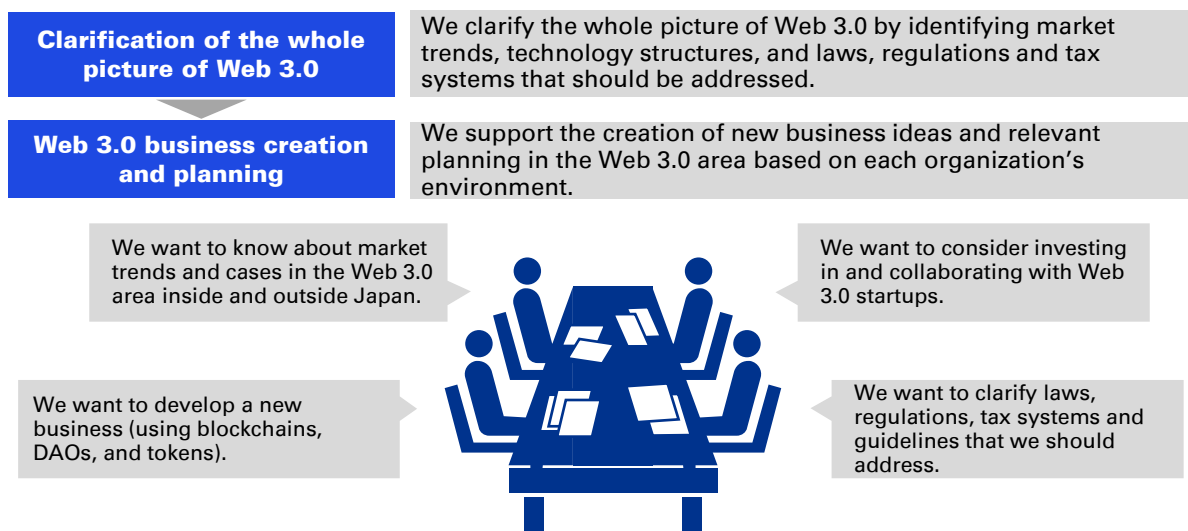 Clarification of the whole
picture of Web 3.0
We clarify the whole picture of Web 3.0 by identifying market
trends, technology structures, and laws, regulations and tax
systems that should be addressed.
Web 3.0 business creation
and planning
We support the creation of new business ideas and relevant
planning in the Web 3.0 area based on each organization’s
environment.
We want to know about market
trends and cases in the Web 3.0
area inside and outside Japan.
We want to consider investing
in and collaborating with Web
3.0 startups.
We want to develop a new
business (using blockchains,
DAOs, and tokens).
We want to clarify laws,
regulations, tax systems and
guidelines that we should
address.